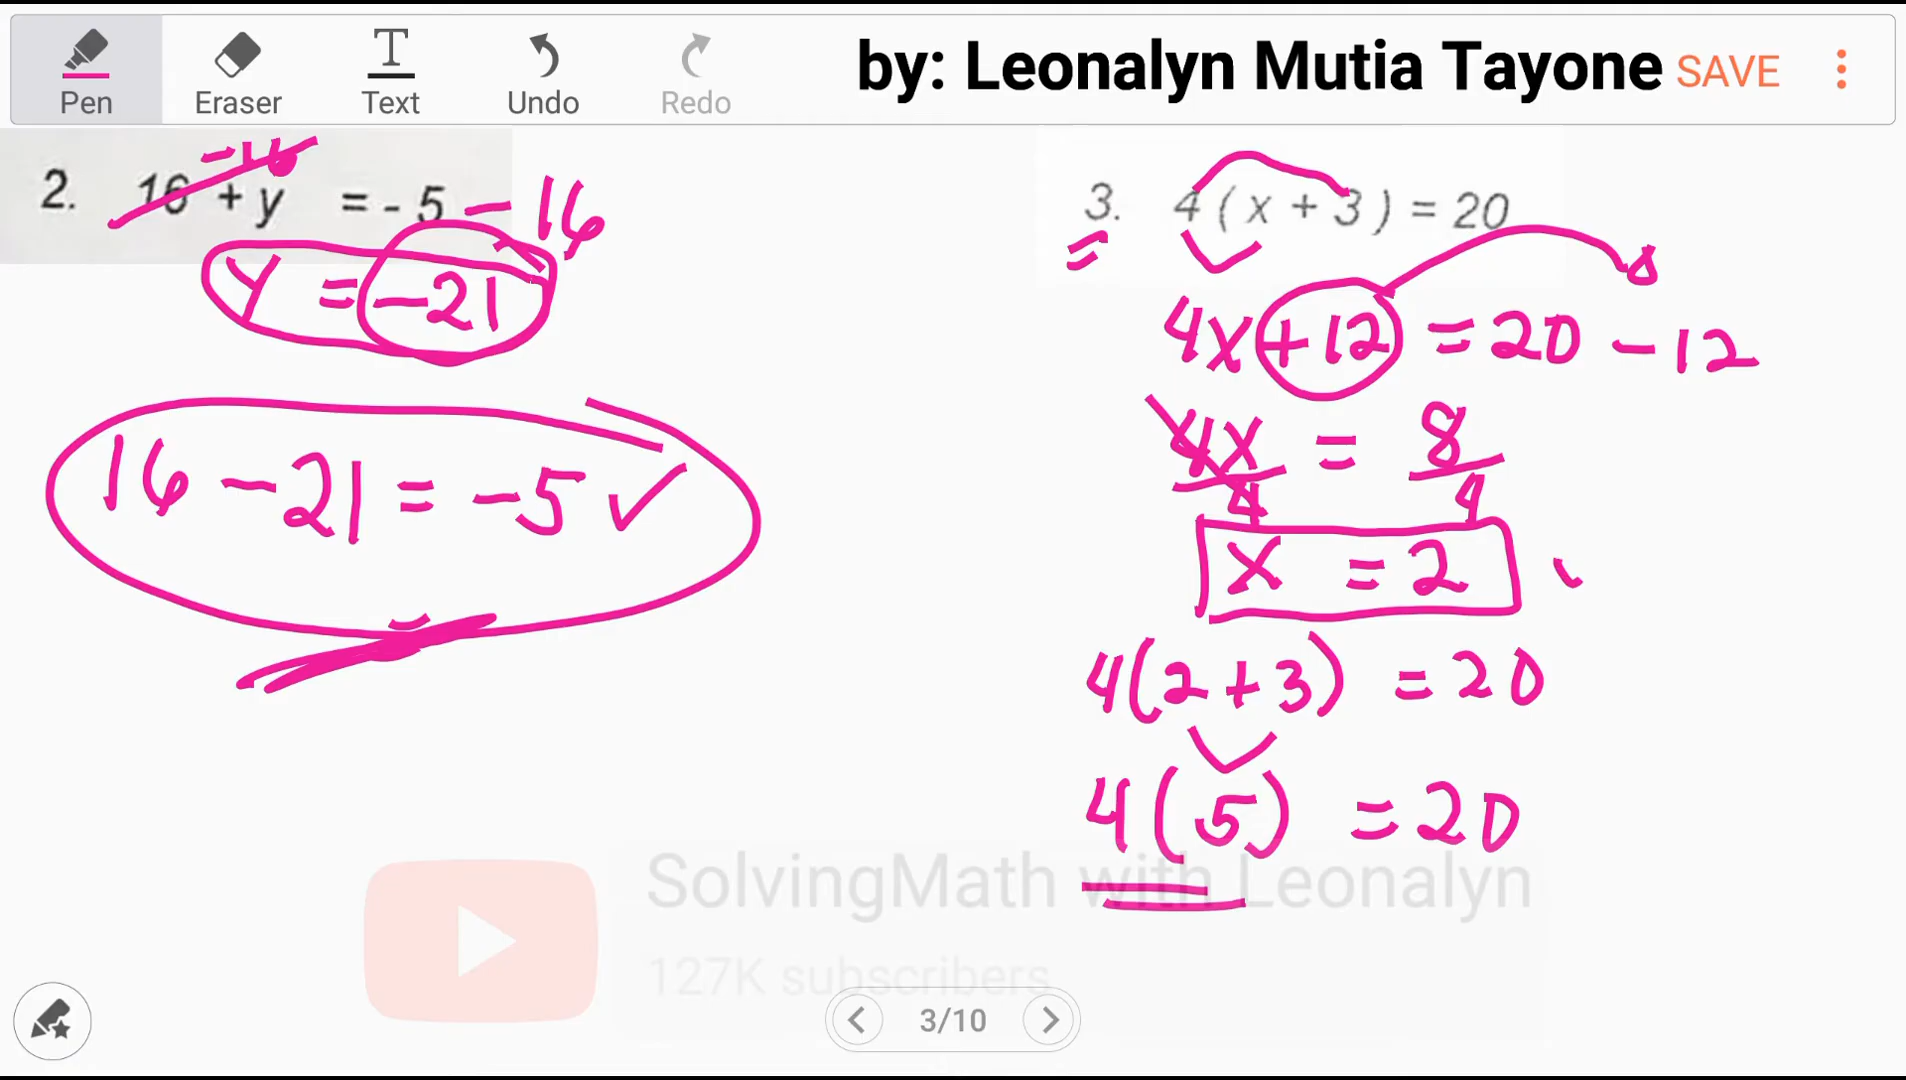 Pen Eraser Text Undo Redo by: Leonalyn Mutia Tayone SAVE
2. 16 + y = - 5 - 16
-16
y = -21
16 - 21 = -5 ✓
3. 4 ( x + 3 ) = 20
4x + 12 = 20 - 12
4x = 8
4 4
x = 2
4(2+3) = 20
4(5) = 20
SolvingMath with Leonalyn
127K subscribers
3/10